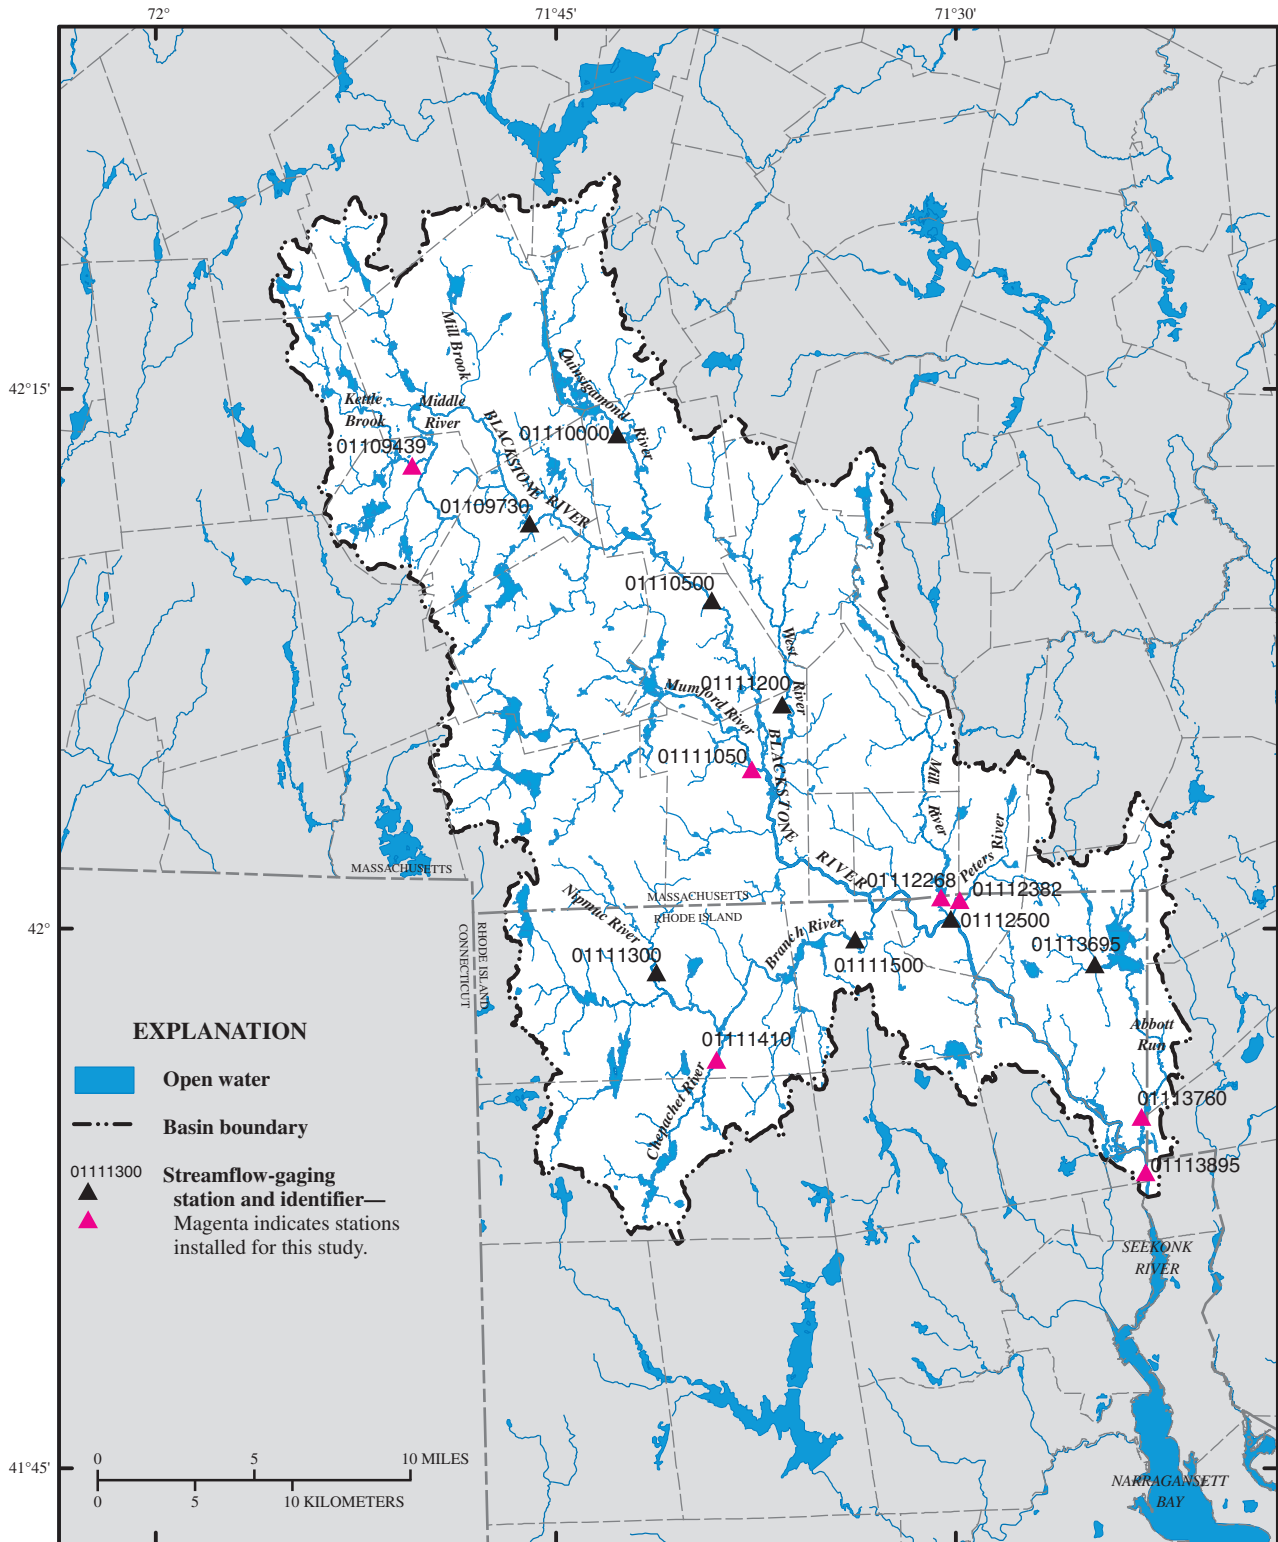 72°
71°45'
71°30'
42°15'
42°
41°45'
Mill Brook
Quinsigamond River
Kettle
Brook
Middle
River
01109439
BLACKSTONE RIVER
01110000
01109730
01110500
West River
01111200
Mumford River
01111050
BLACKSTONE RIVER
Mill River
Peters River
MASSACHUSETTS
MASSACHUSETTS
RHODE ISLAND
RHODE ISLAND
CONNECTICUT
01112268
01112382
01112500
Nipmuc River
01111300
Branch River
01111500
01113695
01111410
Chepachet River
Abbott
Run
01113760
01113895
SEEKONK
RIVER
NARRAGANSETT
BAY
EXPLANATION
Open water
Basin boundary
01111300
Streamflow-gaging
station and identifier—
Magenta indicates stations
installed for this study.
0 5 10 MILES
0 5 10 KILOMETERS